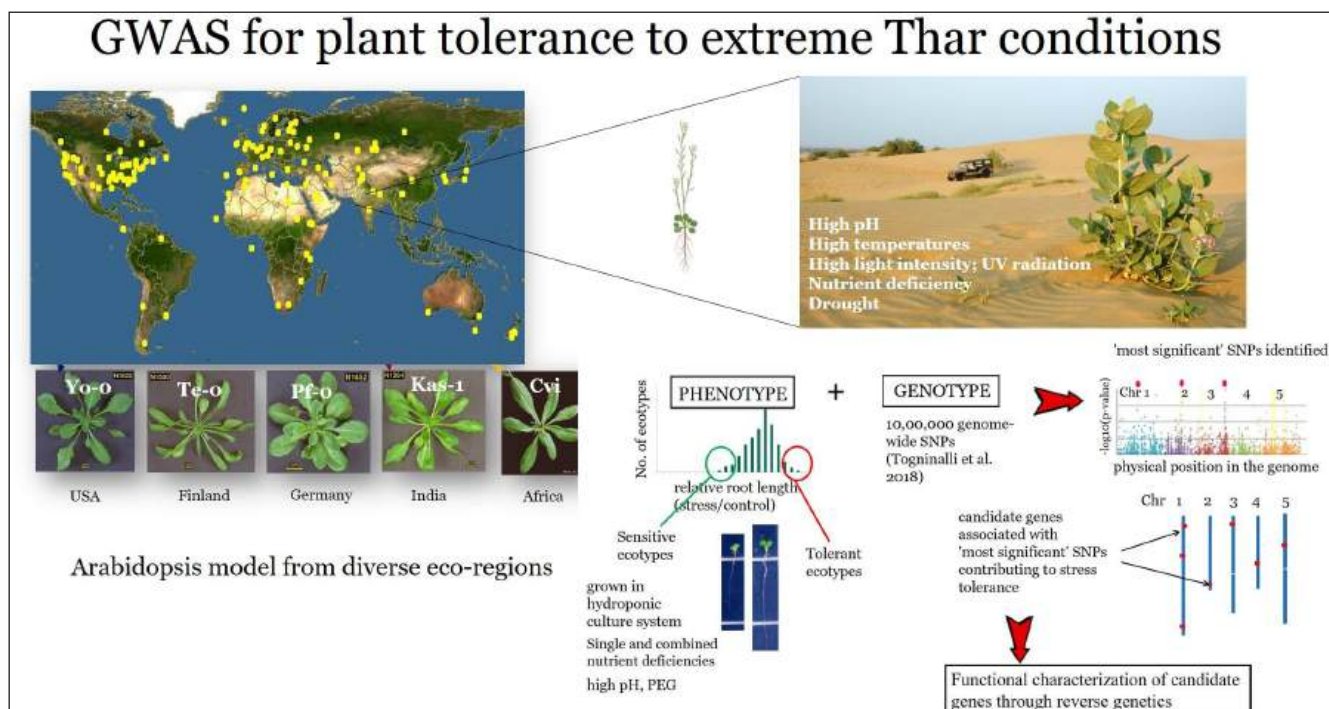 GWAS for plant tolerance to extreme Thar conditions
High pH
High temperatures
High light intensity; UV radiation
Nutrient deficiency
Drought
Yo-0
Te-0
Pf-0
Kas-1
Cvi
USA
Finland
Germany
India
Africa
Arabidopsis model from diverse eco-regions
No. of ecotypes
PHENOTYPE
+
GENOTYPE
relative root length
(stress/control)
Sensitive
ecotypes
Tolerant
ecotypes
grown in
hydroponic
culture system
Single and combined
nutrient deficiencies
high pH, PEG
10,00,000 genome-
wide SNPs
(Togninalli et al.
2018)
'most significant' SNPs identified
-log10(p-value)
Chr 1 2 3 4 5
physical position in the genome
Chr 1 2 3 4 5
candidate genes
associated with
'most significant' SNPs
contributing to stress
tolerance
Functional characterization of candidate
genes through reverse genetics